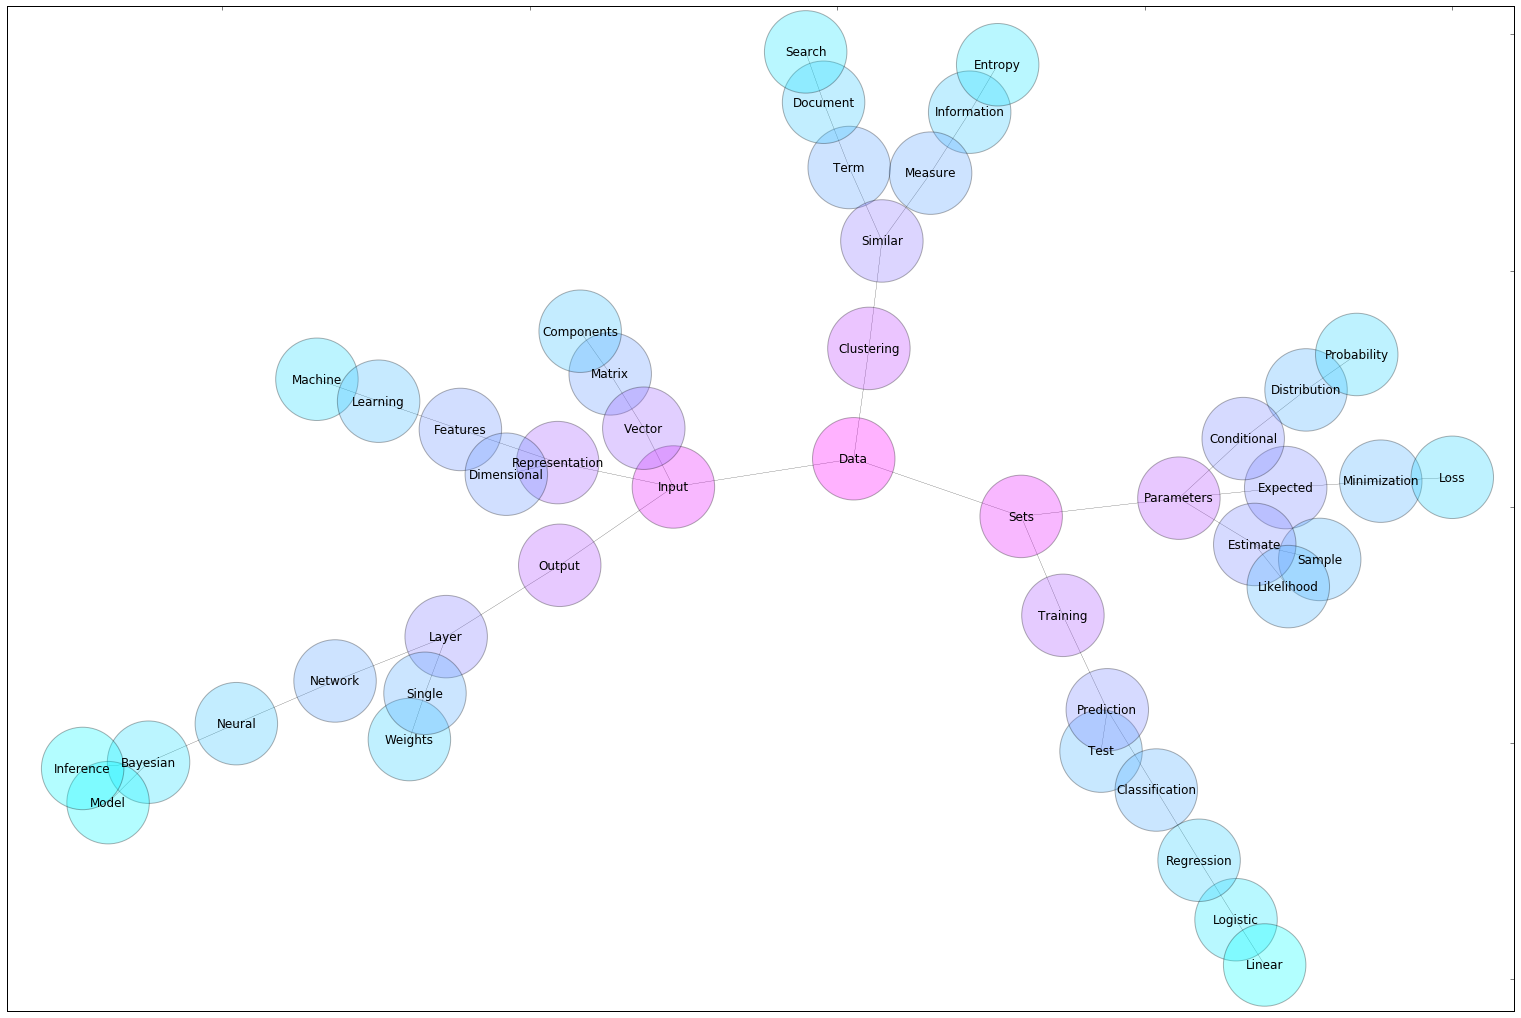 Search
Entropy
Document
Information
Term
Measure
Similar
Components
Clustering
Probability
Matrix
Machine
Distribution
Learning
Vector
Features
Conditional
Data
Representation
Dimensional
Loss
Minimization
Input
Expected
Parameters
Sets
Estimate
Sample
Output
Likelihood
Training
Layer
Network
Single
Prediction
Neural
Weights
Test
Bayesian
Inference
Classification
Model
Regression
Logistic
Linear